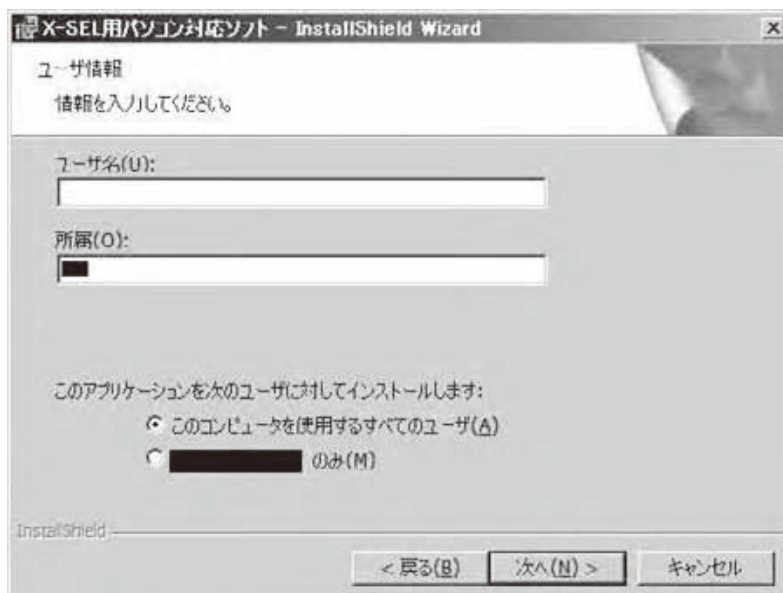 X-SEL用パソコン対応ソフト - InstallShield Wizard
ユーザ情報
情報を入力してください。
ユーザ名(U):
所属(O):
このアプリケーションを次のユーザに対してインストールします:
このコンピュータを使用するすべてのユーザ(A)
のみ(M)
InstallShield
< 戻る(B)
次へ(N) >
キャンセル